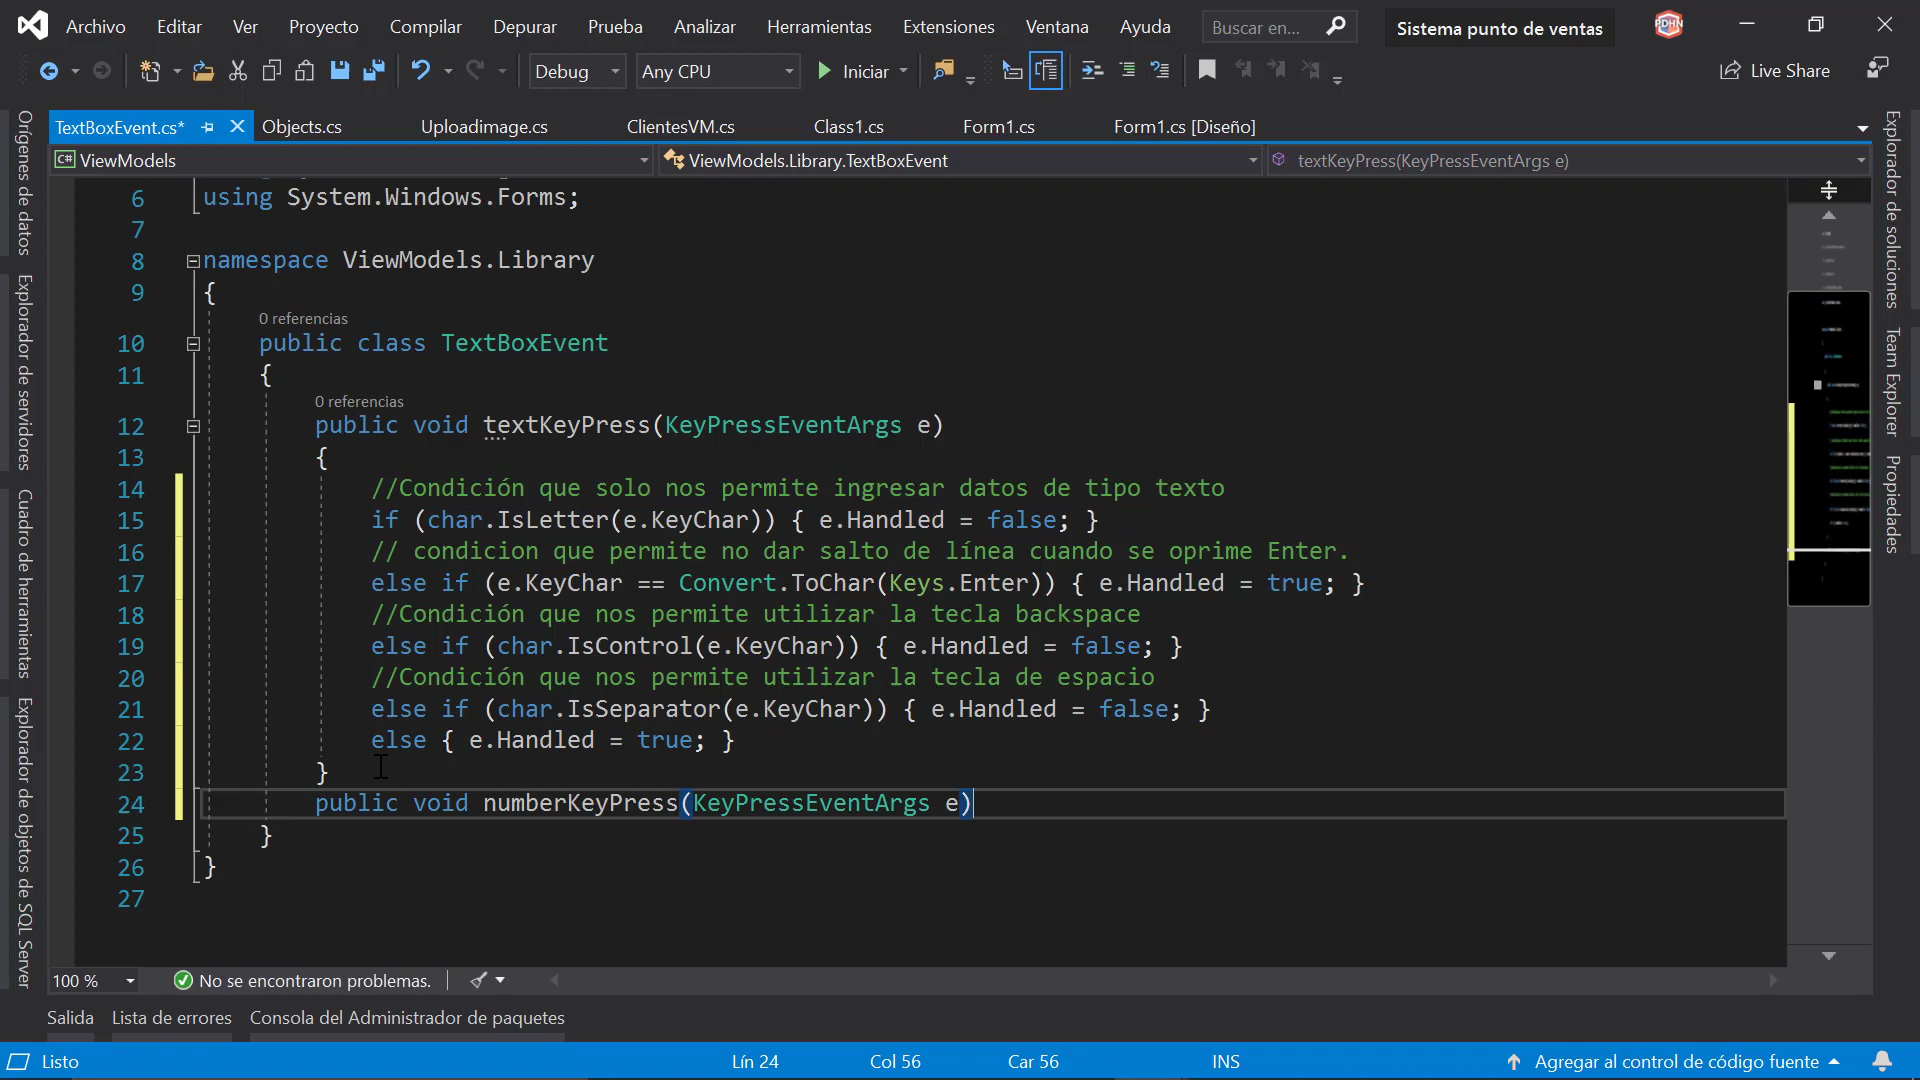 Archivo Editar Ver Proyecto Compilar Depurar Prueba Analizar Herramientas Extensiones Ventana Ayuda Buscar en... Sistema punto de ventas PDHN
Debug Any CPU Iniciar Live Share
TextBoxEvent.cs* Objects.cs Uploadimage.cs ClientesVM.cs Class1.cs Form1.cs Form1.cs [Diseño]
C# ViewModels ViewModels.Library.TextBoxEvent textKeyPress(KeyPressEventArgs e)
Orígenes de datos
Explorador de servidores
Cuadro de herramientas
Explorador de objetos de SQL Server
6 using System.Windows.Forms;
7
8 namespace ViewModels.Library
9 {
0 referencias
10 public class TextBoxEvent
11 {
0 referencias
12 public void textKeyPress(KeyPressEventArgs e)
13 {
14 //Condición que solo nos permite ingresar datos de tipo texto
15 if (char.IsLetter(e.KeyChar)) { e.Handled = false; }
16 // condicion que permite no dar salto de línea cuando se oprime Enter.
17 else if (e.KeyChar == Convert.ToChar(Keys.Enter)) { e.Handled = true; }
18 //Condición que nos permite utilizar la tecla backspace
19 else if (char.IsControl(e.KeyChar)) { e.Handled = false; }
20 //Condición que nos permite utilizar la tecla de espacio
21 else if (char.IsSeparator(e.KeyChar)) { e.Handled = false; }
22 else { e.Handled = true; }
23 }
24 public void numberKeyPress(KeyPressEventArgs e)
25 }
26 }
27
Explorador de soluciones
Team Explorer
Propiedades
100 % No se encontraron problemas.
Salida Lista de errores Consola del Administrador de paquetes
Listo Lín 24 Col 56 Car 56 INS Agregar al control de código fuente